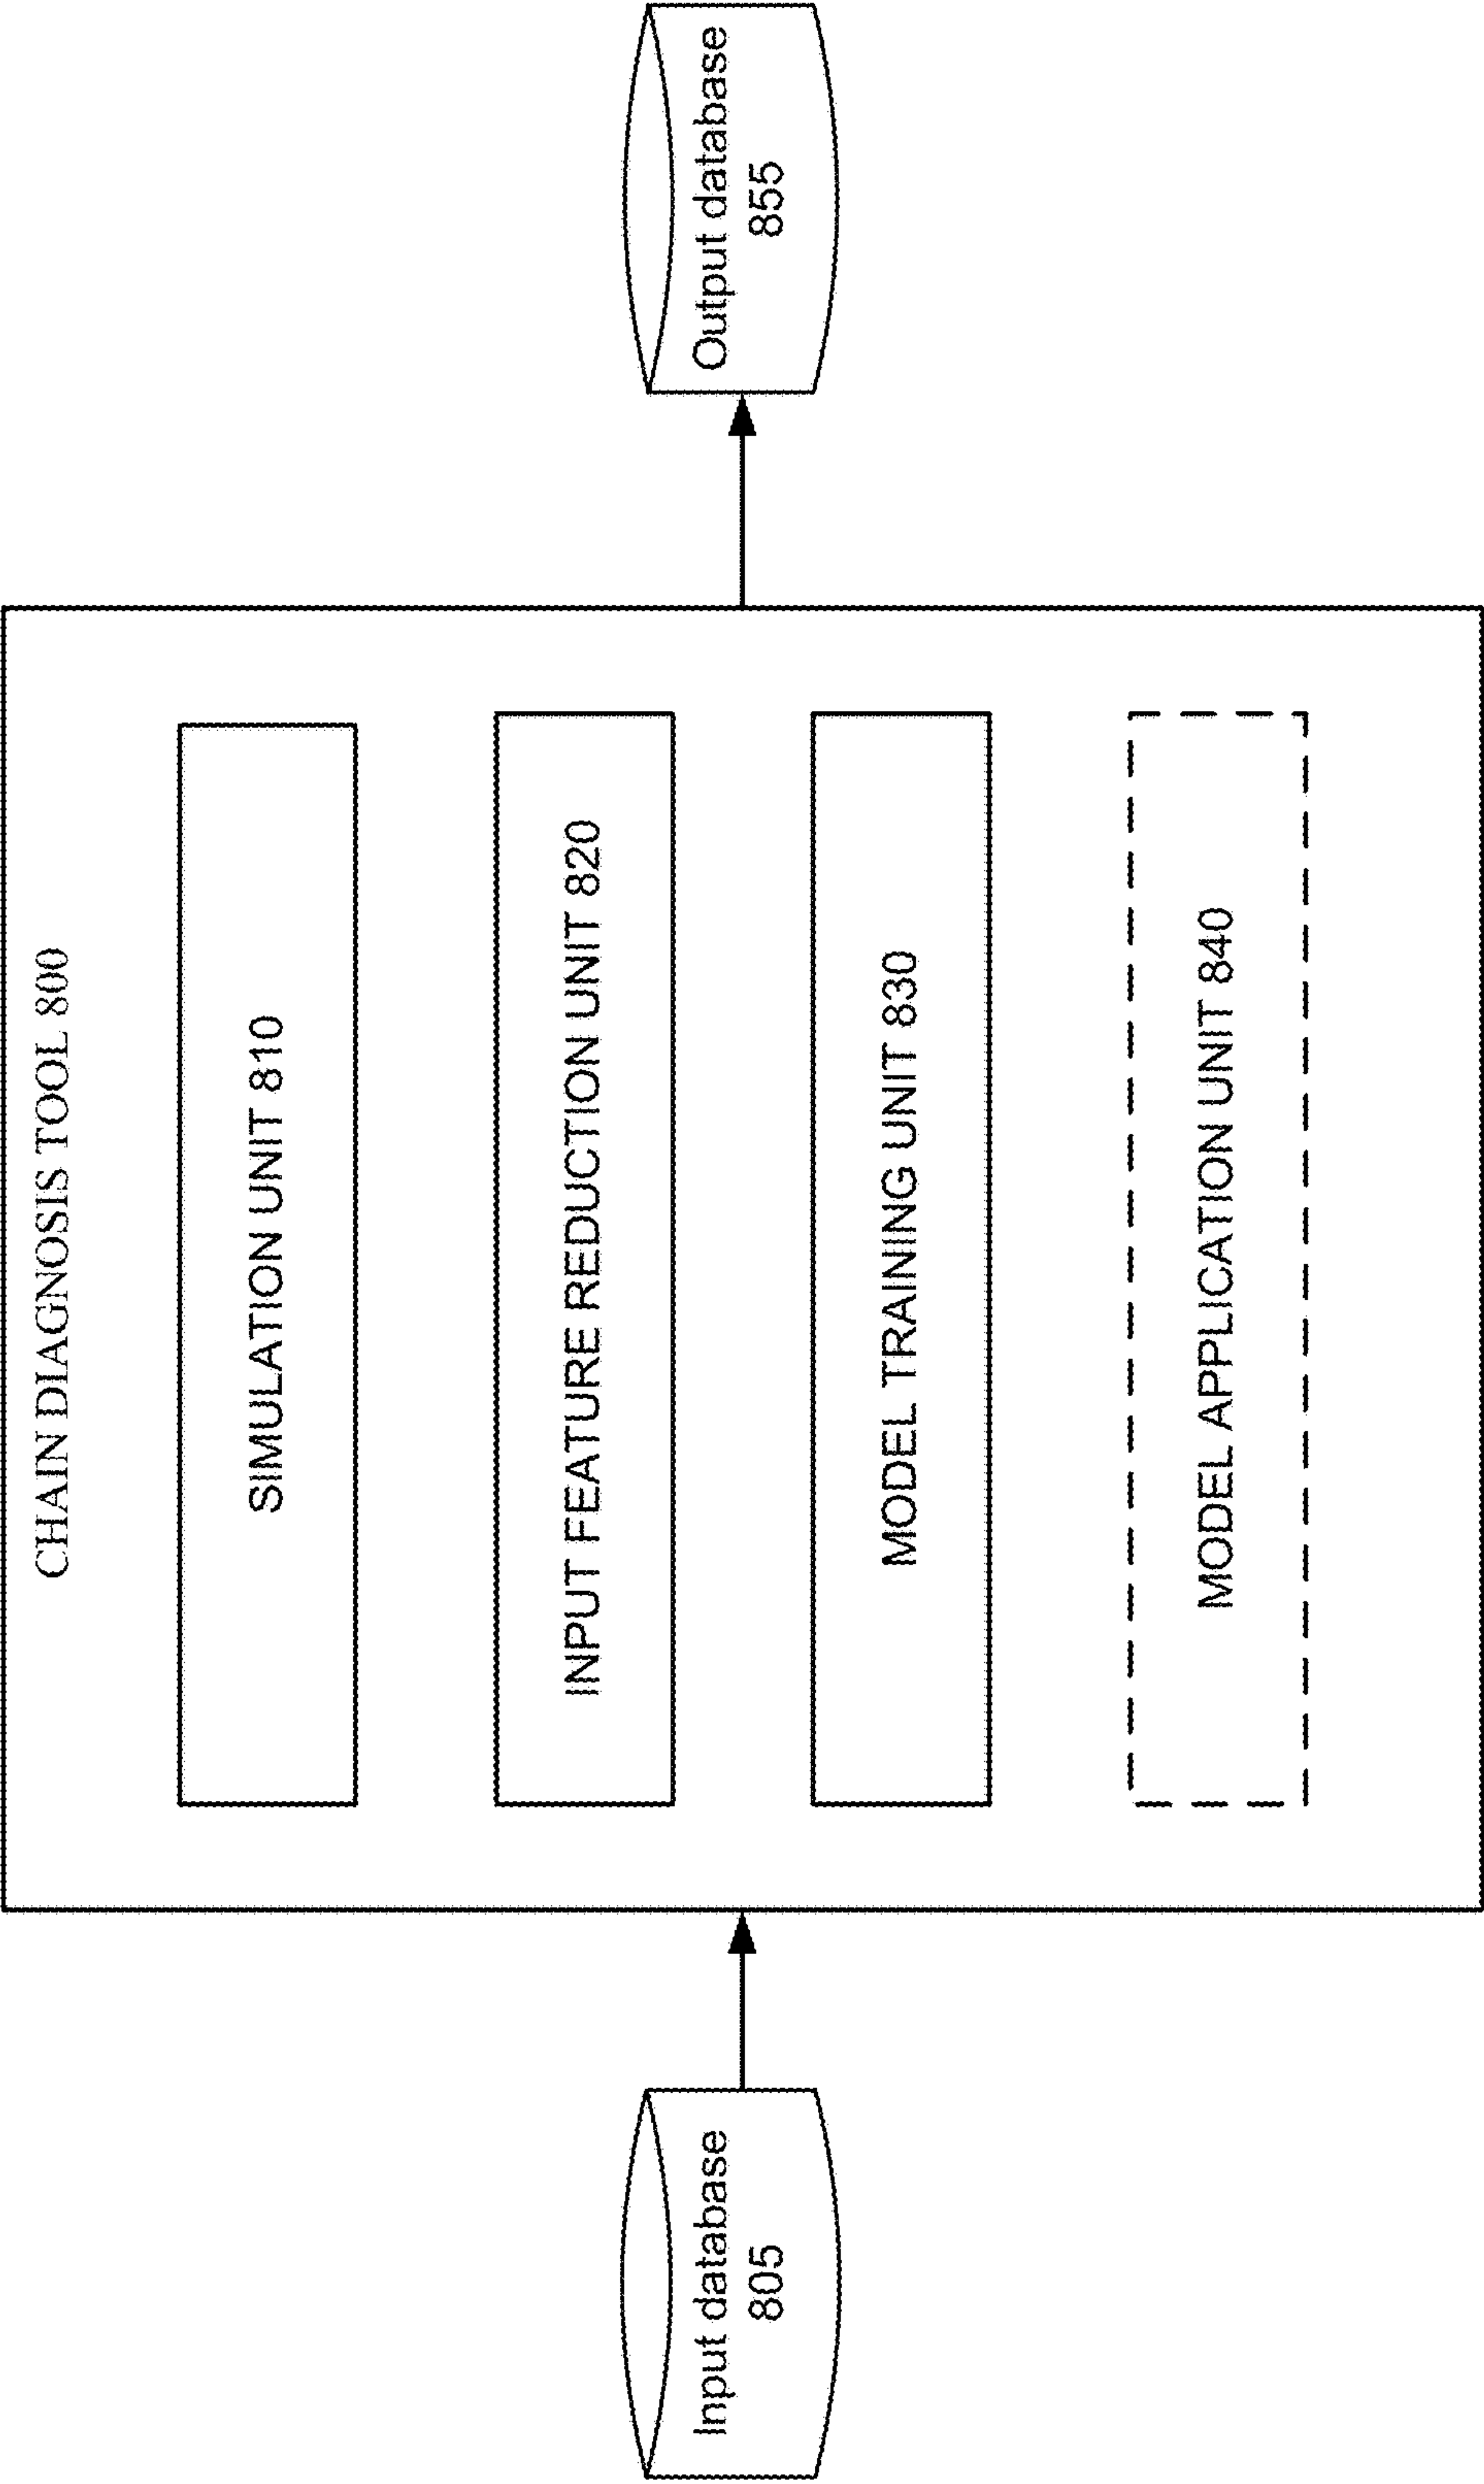 CHAIN DIAGNOSIS TOOL 800
SIMULATION UNIT 810
INPUT FEATURE REDUCTION UNIT 820
MODEL TRAINING UNIT 830
MODEL APPLICATION UNIT 840
Input database
805
Output database
855